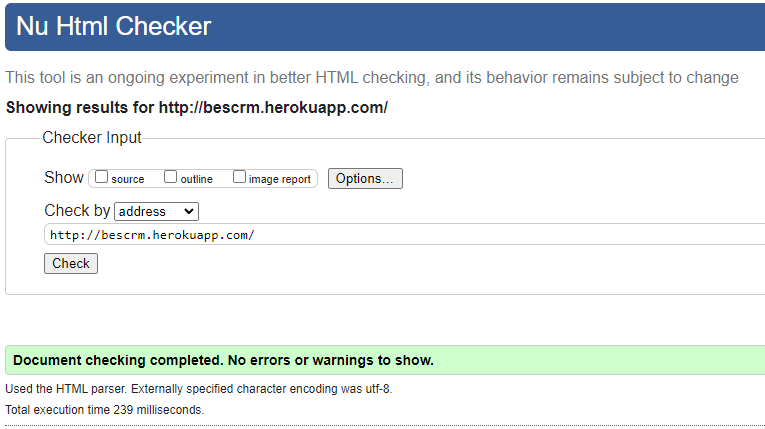 Nu Html Checker
This tool is an ongoing experiment in better HTML checking, and its behavior remains subject to change
Showing results for http://bescrm.herokuapp.com/
Checker Input
Show source outline image report Options...
Check by address
http://bescrm.herokuapp.com/
Check
Document checking completed. No errors or warnings to show.
Used the HTML parser. Externally specified character encoding was utf-8.
Total execution time 239 milliseconds.